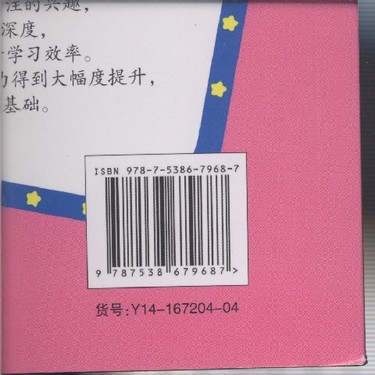 注的兴趣,
深度,
学习效率。
力得到大幅度提升,
基础。
ISBN 978-7-5386-7968-7
9 787538 679687 >
货号:Y14-167204-04